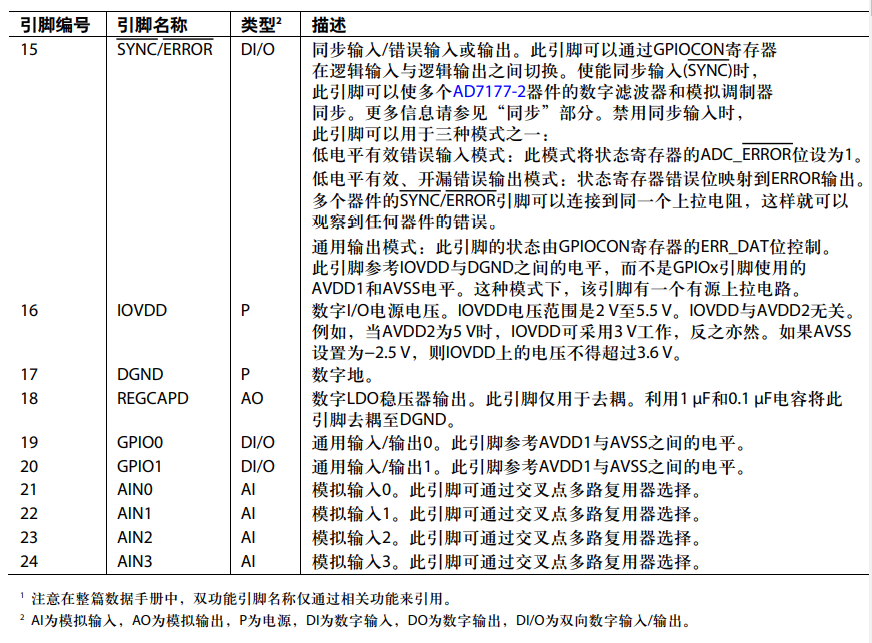 引脚编号 引脚名称 类型2 描述
15 SYNC/ERROR DI/O 同步输入/错误输入或输出。此引脚可以通过GPIOCON寄存器
在逻辑输入与逻辑输出之间切换。使能同步输入(SYNC)时，
此引脚可以使多个AD7177-2器件的数字滤波器和模拟调制器
同步。更多信息请参见“同步”部分。禁用同步输入时，
此引脚可以用于三种模式之一：
低电平有效错误输入模式：此模式将状态寄存器的ADC_ERROR位设为1。
低电平有效、开漏错误输出模式：状态寄存器错误位映射到ERROR输出。
多个器件的SYNC/ERROR引脚可以连接到同一个上拉电阻，这样就可以
观察到任何器件的错误。
通用输出模式：此引脚的状态由GPIOCON寄存器的ERR_DAT位控制。
此引脚参考IOVDD与DGND之间的电平，而不是GPIOx引脚使用的
AVDD1和AVSS电平。这种模式下，该引脚有一个有源上拉电路。
16 IOVDD P 数字I/O电源电压。IOVDD电压范围是2 V至5.5 V。IOVDD与AVDD2无关。
例如，当AVDD2为5 V时，IOVDD可采用3 V工作，反之亦然。如果AVSS
设置为−2.5 V，则IOVDD上的电压不得超过3.6 V。
17 DGND P 数字地。
18 REGCAPD AO 数字LDO稳压器输出。此引脚仅用于去耦。利用1 µF和0.1 µF电容将此
引脚去耦至DGND。
19 GPIO0 DI/O 通用输入/输出0。此引脚参考AVDD1与AVSS之间的电平。
20 GPIO1 DI/O 通用输入/输出1。此引脚参考AVDD1与AVSS之间的电平。
21 AIN0 AI 模拟输入0。此引脚可通过交叉点多路复用器选择。
22 AIN1 AI 模拟输入1。此引脚可通过交叉点多路复用器选择。
23 AIN2 AI 模拟输入2。此引脚可通过交叉点多路复用器选择。
24 AIN3 AI 模拟输入3。此引脚可通过交叉点多路复用器选择。
1 注意在整篇数据手册中，双功能引脚名称仅通过相关功能来引用。
2 AI为模拟输入，AO为模拟输出，P为电源，DI为数字输入，DO为数字输出，DI/O为双向数字输入/输出。